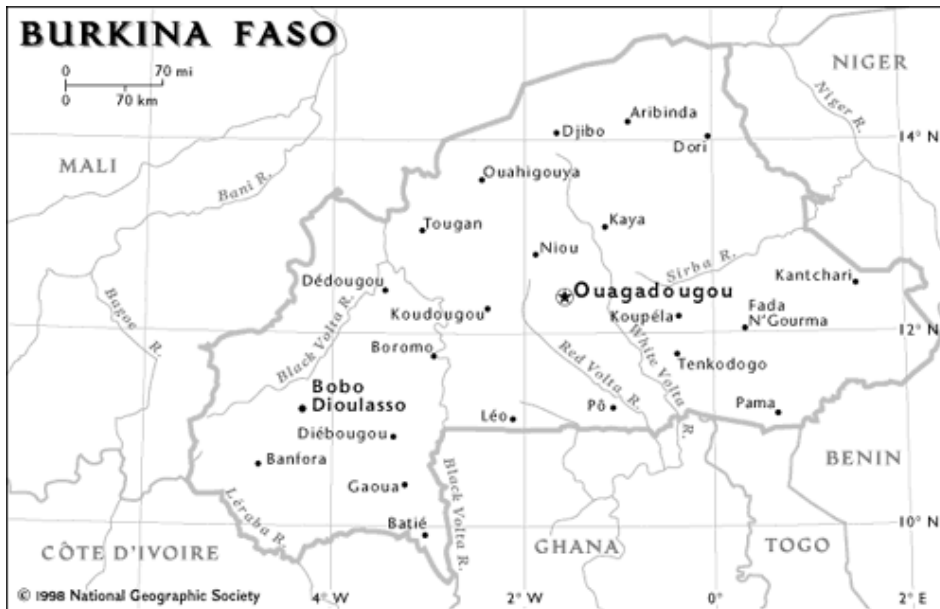 BURKINA FASO
0 70 mi
0 70 km
NIGER
Niger R.
Aribinda
Djibo
Dori
14° N
MALI
Bani R.
Ouahigouya
Tougan
Kaya
Niou
Sirba R.
Kantchari
Dédougou
Ouagadougou
Fada
N'Gourma
Koudougou
Koupéla
12° N
Bagoe
R.
Black Volta R.
Boromo
Red Volta R.
White Volta R.
Tenkodogo
Bobo
Dioulasso
Léo
Pô
Pama
Diébougou
Banfora
BENIN
Gaoua
Black Volta R.
Léraba R.
Batié
10° N
CÔTE D'IVOIRE
GHANA
TOGO
© 1998 National Geographic Society
4° W
2° W
0°
2° E